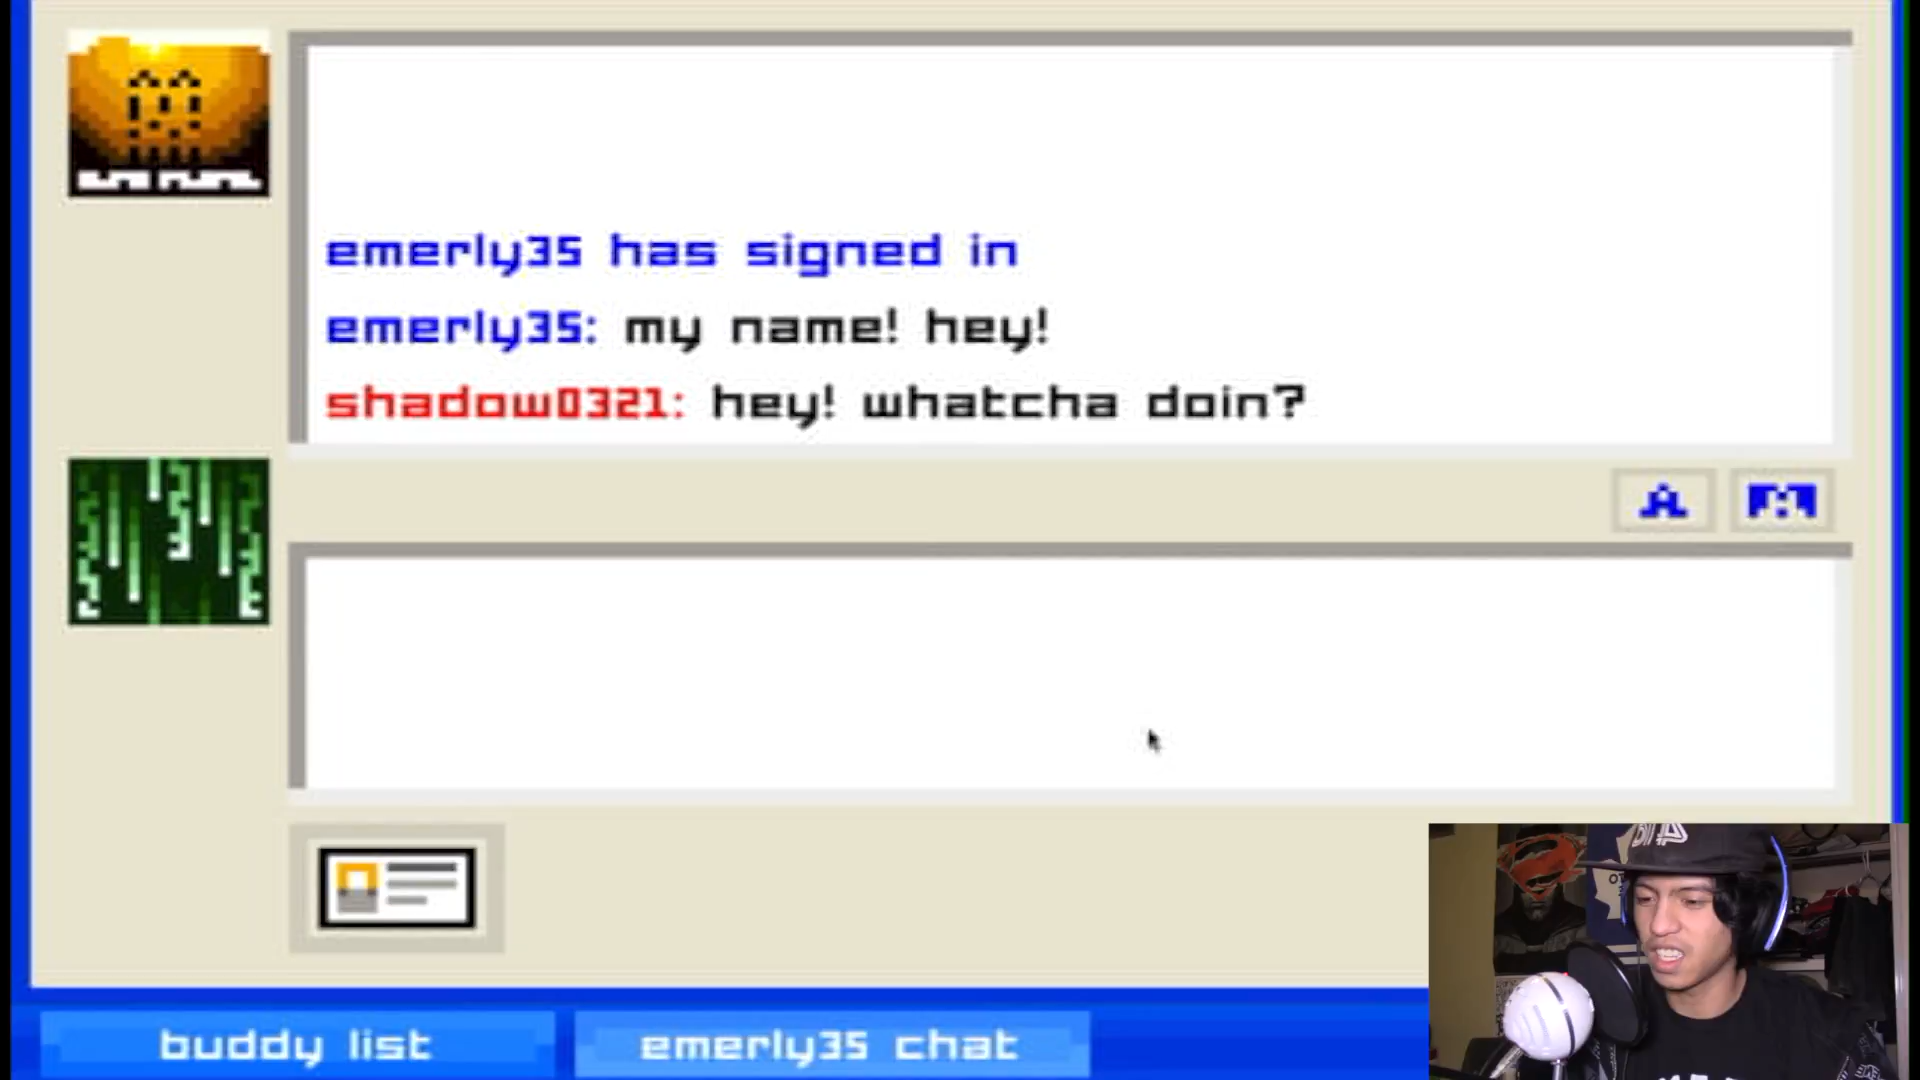 emerly35 has signed in
emerly35: my name! hey!
shadow0321: hey! whatcha doin?
A
buddy list
emerly35 chat